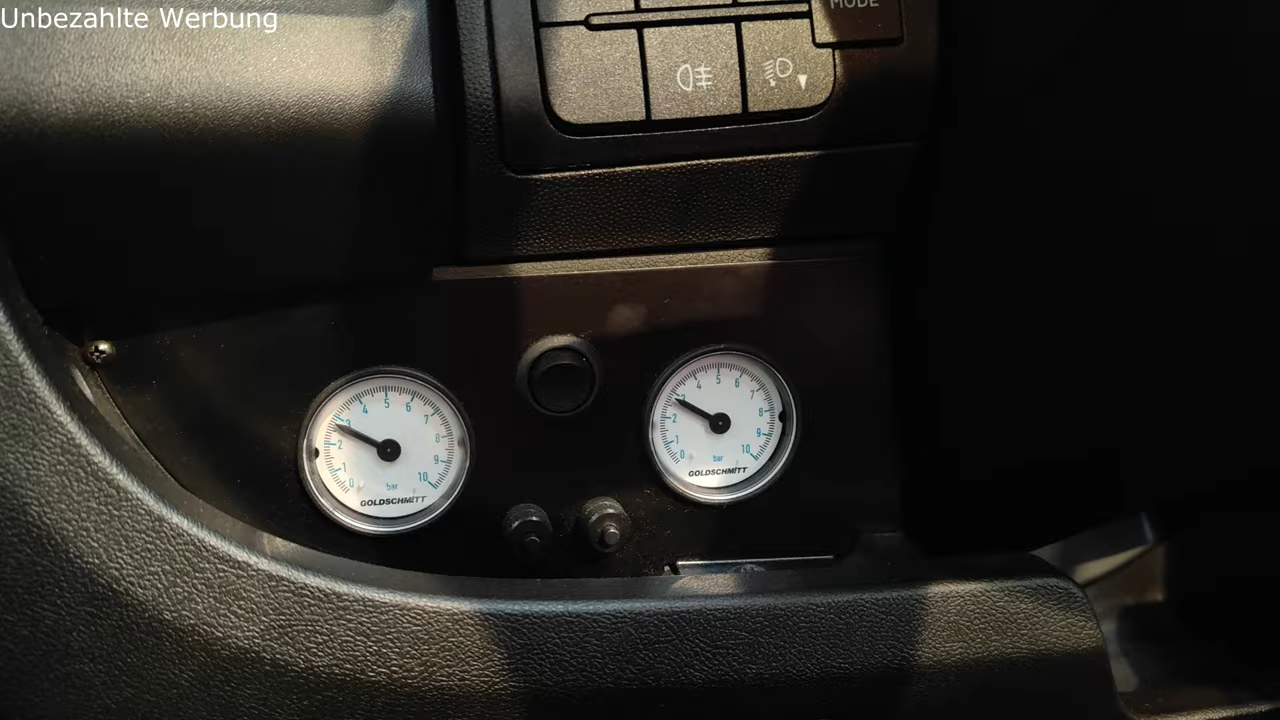 Unbezahlte Werbung
MODE
0 1 2 3 4 5 6 7 8 9 10
bar
GOLDSCHMITT
0 1 2 3 4 5 6 7 8 9 10
bar
GOLDSCHMITT